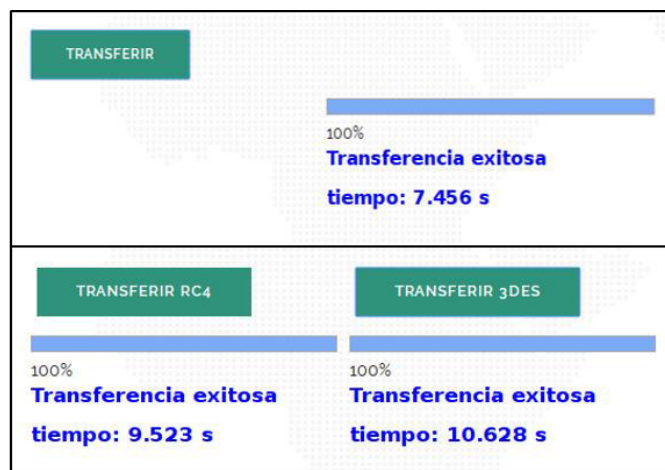 TRANSFERIR
100%
Transferencia exitosa
tiempo: 7.456 s
TRANSFERIR RC4
100%
Transferencia exitosa
tiempo: 9.523 s
TRANSFERIR 3DES
100%
Transferencia exitosa
tiempo: 10.628 s